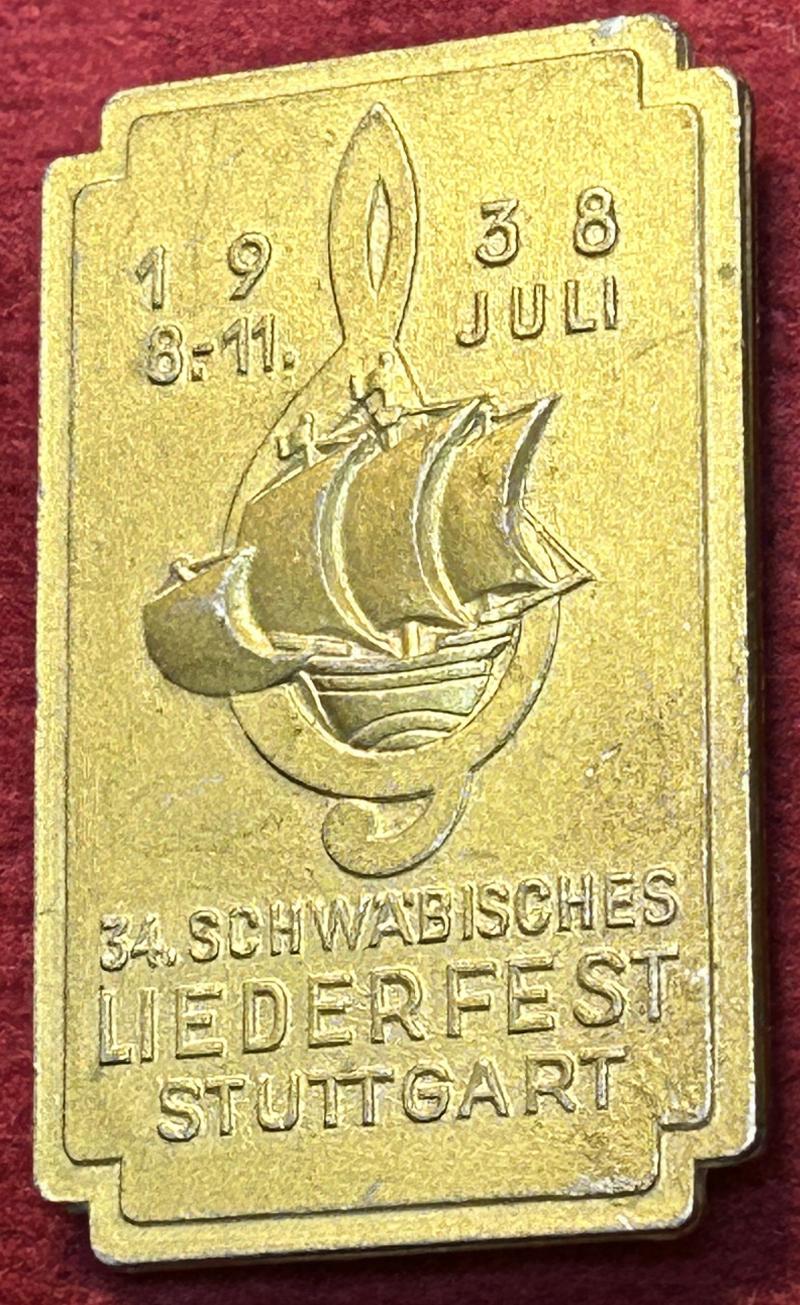 19 38
8.-11. JULI
34. SCHWÄBISCHES
LIEDERFEST
STUTTGART